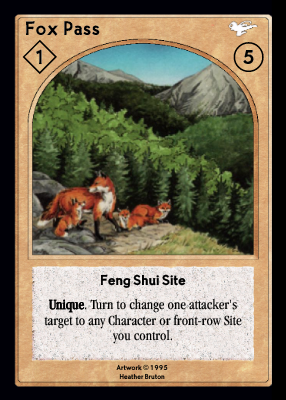 Fox Pass
1
5
Feng Shui Site
Unique. Turn to change one attacker's
target to any Character or front-row Site
you control.
Artwork © 1995
Heather Bruton